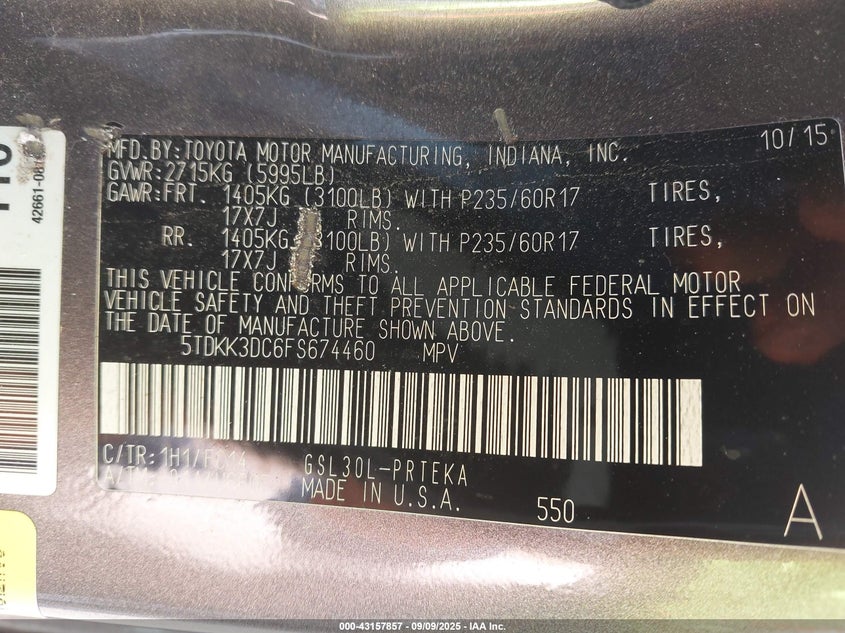 MFD.BY:TOYOTA MOTOR MANUFACTURING, INDIANA, INC. 10/15
GVWR:2715KG (5995LB)
GAWR:FRT. 1405KG (3100LB) WITH P235/60R17 TIRES,
17X7J RIMS.
RR. 1405KG (3100LB) WITH P235/60R17 TIRES,
17X7J RIMS.
THIS VEHICLE CONFORMS TO ALL APPLICABLE FEDERAL MOTOR
VEHICLE SAFETY AND THEFT PREVENTION STANDARDS IN EFFECT ON
THE DATE OF MANUFACTURE SHOWN ABOVE.
5TDKK3DC6FS674460 MPV
C/TR:1H1/ GSL30L-PRTEKA
MADE IN U.S.A. 550 A
000-43157857 - 09/09/2025 - IAA Inc.